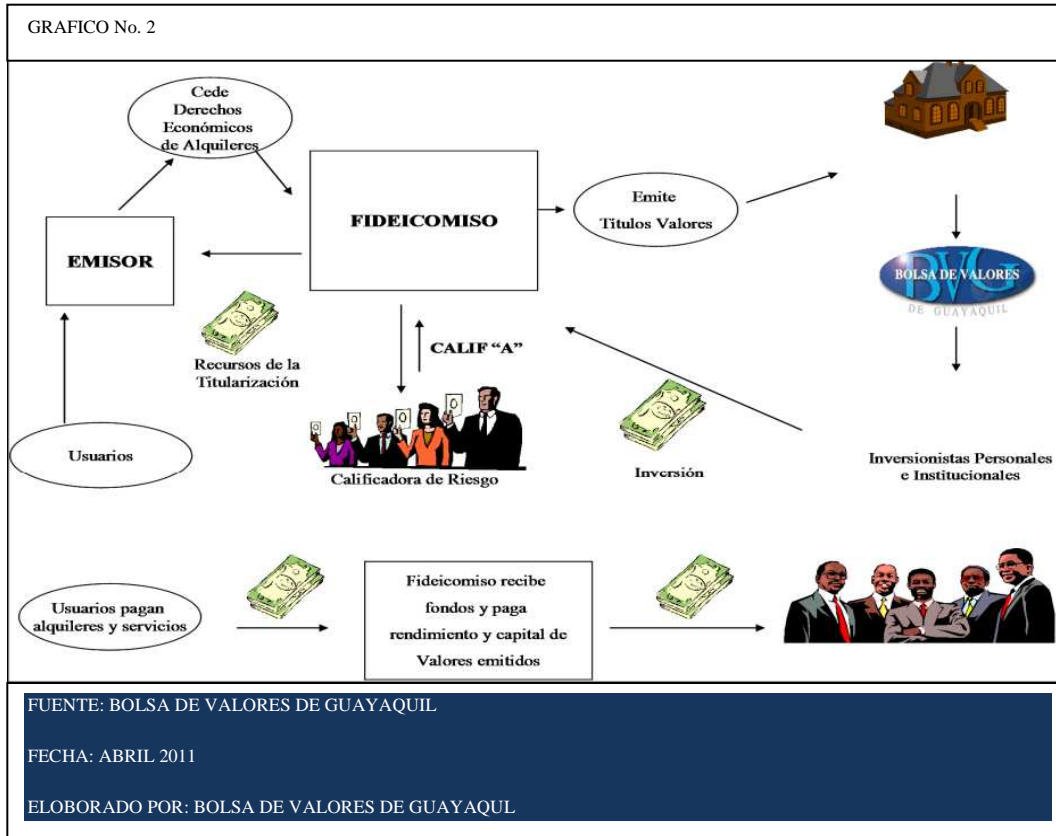 GRAFICO No. 2
Cede
Derechos
Económicos
de Alquileres
FIDEICOMISO
Emite
Titulos Valores
EMISOR
BVG
BOLSA DE VALORES
DE GUAYAQUIL
Recursos de la
Titularización
CALIF “A”
Usuarios
Calificadora de Riesgo
Inversión
Inversionistas Personales
e Institucionales
Usuarios pagan
alquileres y servicios
Fideicomiso recibe
fondos y paga
rendimiento y capital de
Valores emitidos
FUENTE: BOLSA DE VALORES DE GUAYAQUIL
FECHA: ABRIL 2011
ELOBORADO POR: BOLSA DE VALORES DE GUAYAQUL